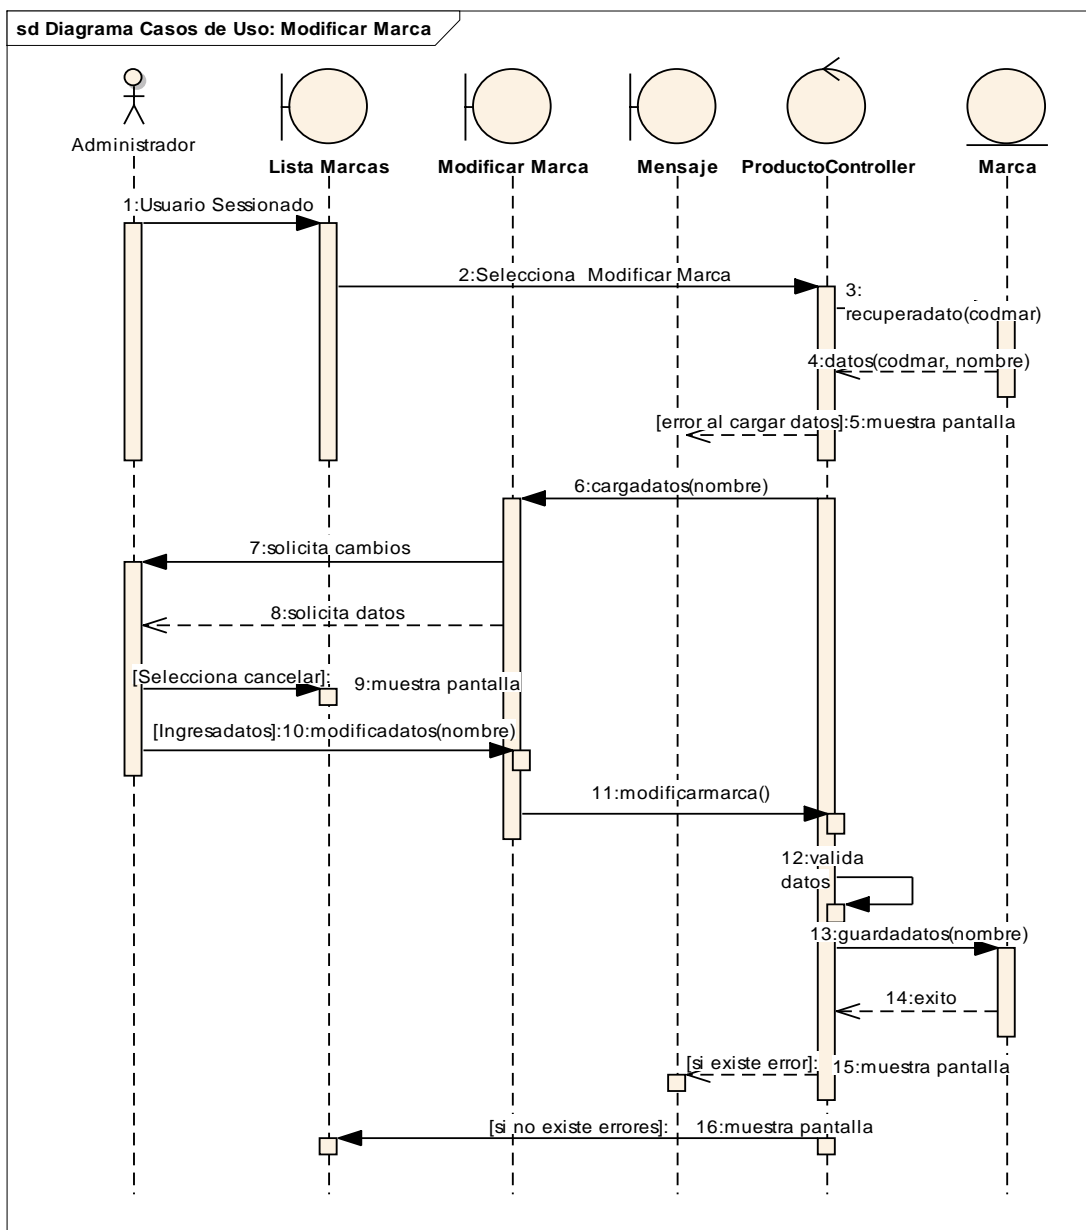 sd Diagrama Casos de Uso: Modificar Marca
Administrador
Lista Marcas
Modificar Marca
Mensaje
ProductoController
Marca
1:Usuario Sessionado
2:Selecciona Modificar Marca
3:
recuperadato(codmar)
4:datos(codmar, nombre)
[error al cargar datos]:5:muestra pantalla
6:cargadatos(nombre)
7:solicita cambios
8:solicita datos
[Selecciona cancelar]: 9:muestra pantalla
[Ingresadatos]:10:modificadatos(nombre)
11:modificarmarca()
12:valida
datos
13:guardadatos(nombre)
14:exito
[si existe error]: 15:muestra pantalla
[si no existe errores]: 16:muestra pantalla